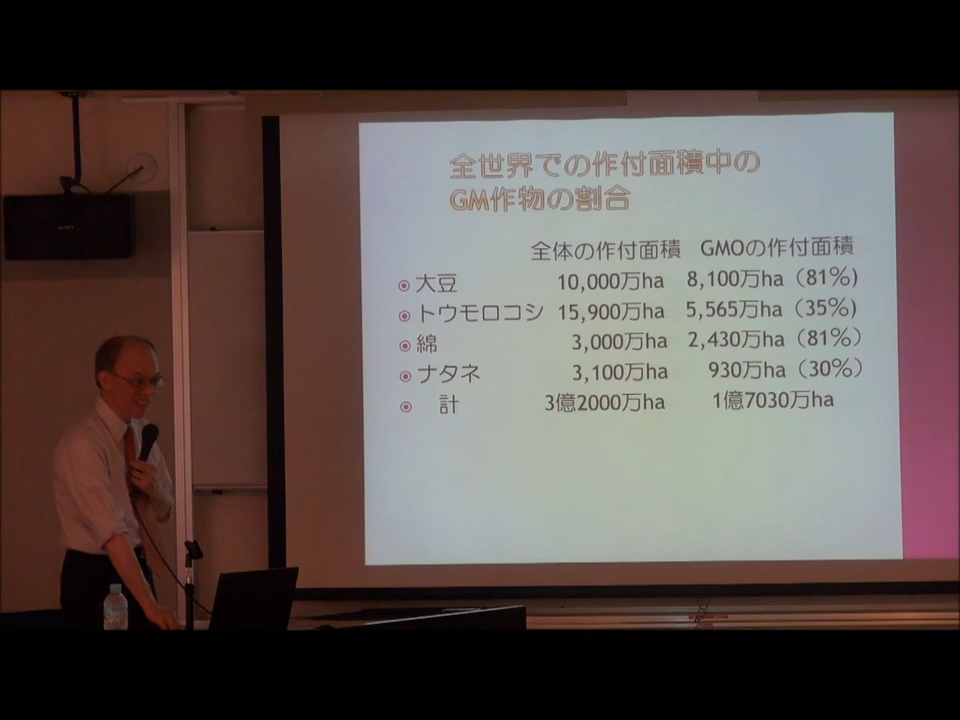 全世界での作付面積中の
GM作物の割合
全体の作付面積 GMOの作付面積
大豆 10,000万ha 8,100万ha（81%）
トウモロコシ 15,900万ha 5,565万ha（35%）
綿 3,000万ha 2,430万ha（81%）
ナタネ 3,100万ha 930万ha（30%）
計 3億2000万ha 1億7030万ha